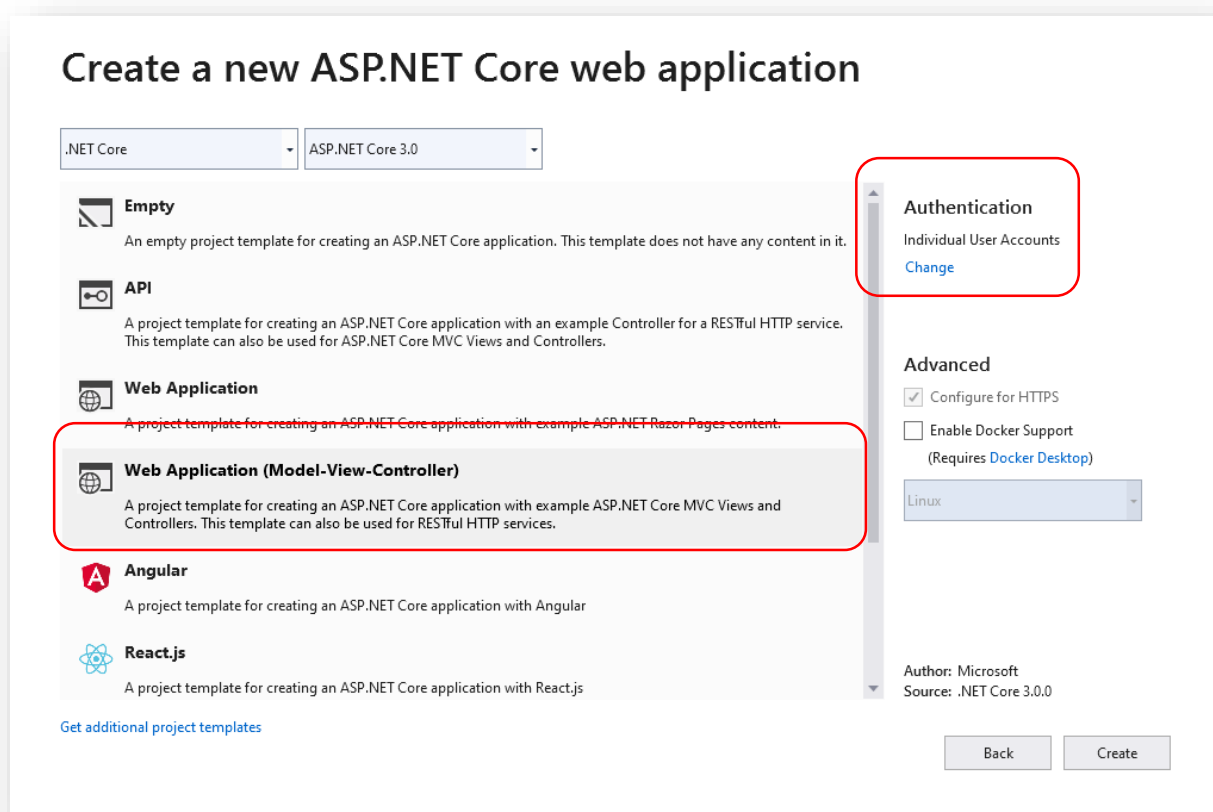 Create a new ASP.NET Core web application
.NET Core
ASP.NET Core 3.0
Empty
An empty project template for creating an ASP.NET Core application. This template does not have any content in it.
API
A project template for creating an ASP.NET Core application with an example Controller for a RESTful HTTP service.
This template can also be used for ASP.NET Core MVC Views and Controllers.
Web Application
A project template for creating an ASP.NET Core application with example ASP.NET Razor Pages content.
Web Application (Model-View-Controller)
A project template for creating an ASP.NET Core application with example ASP.NET Core MVC Views and
Controllers. This template can also be used for RESTful HTTP services.
Angular
A project template for creating an ASP.NET Core application with Angular
React.js
A project template for creating an ASP.NET Core application with React.js
Get additional project templates
Authentication
Individual User Accounts
Change
Advanced
Configure for HTTPS
Enable Docker Support
(Requires Docker Desktop)
Linux
Author: Microsoft
Source: .NET Core 3.0.0
Back
Create